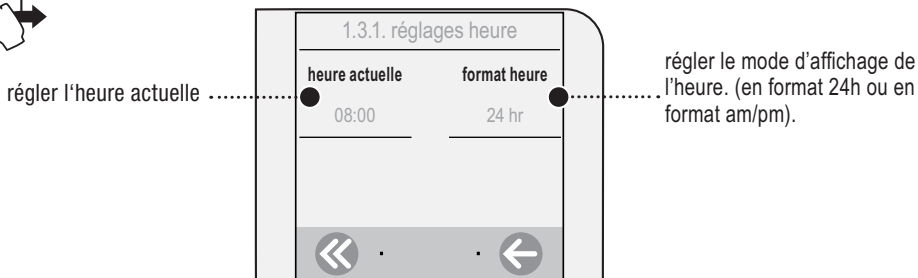 1.3.1. réglages heure
régler l‘heure actuelle
heure actuelle
08:00
format heure
24 hr
régler le mode d’affichage de
l’heure. (en format 24h ou en
format am/pm).